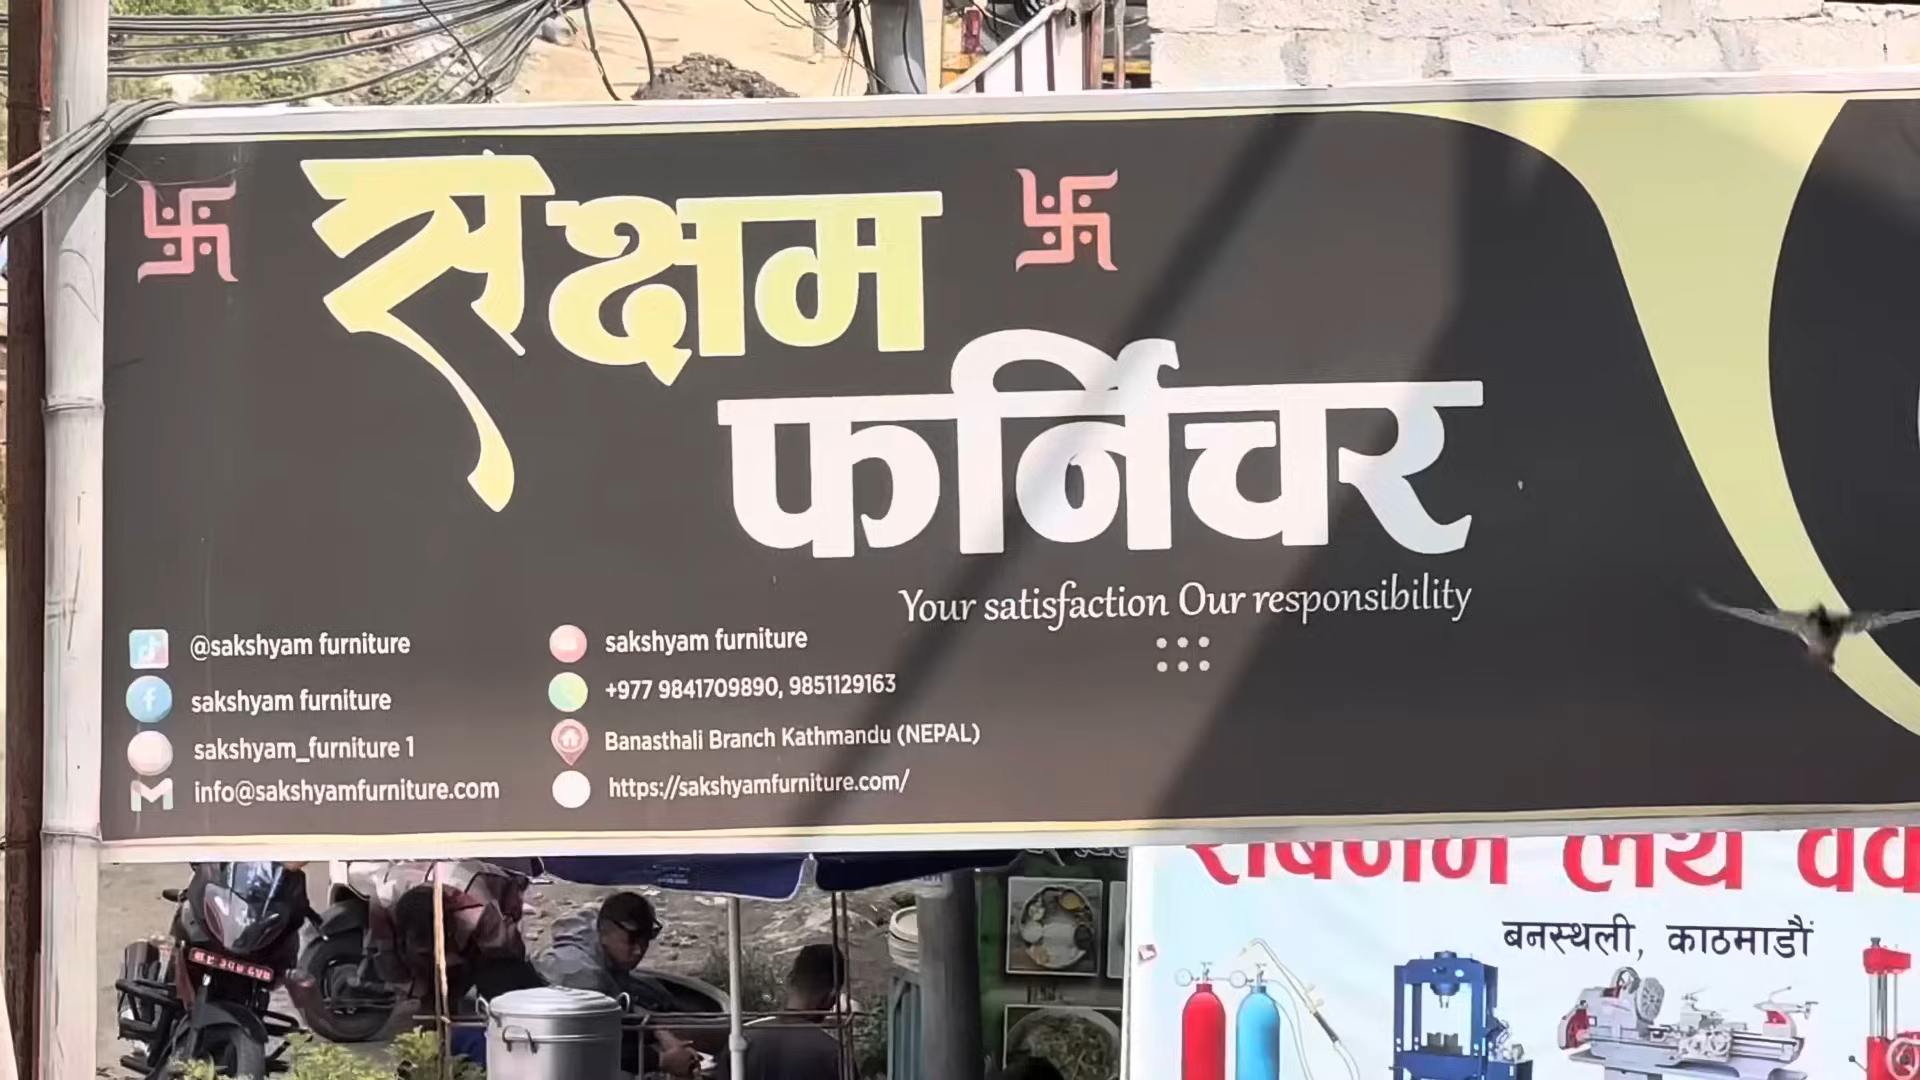 सक्षम
फर्निचर
Your satisfaction Our responsibility
@sakshyam furniture
sakshyam furniture
sakshyam_furniture 1
info@sakshyamfurniture.com
sakshyam furniture
+977 9841709890, 9851129163
Banasthali Branch Kathmandu (NEPAL)
https://sakshyamfurniture.com/
लेथ
बनस्थली, काठमाडौं